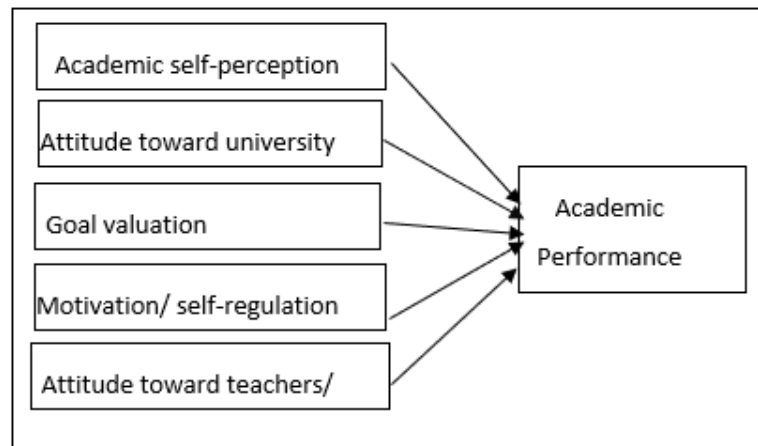 Academic self-perception
Attitude toward university
Goal valuation
Motivation/ self-regulation
Attitude toward teachers/
Academic
Performance